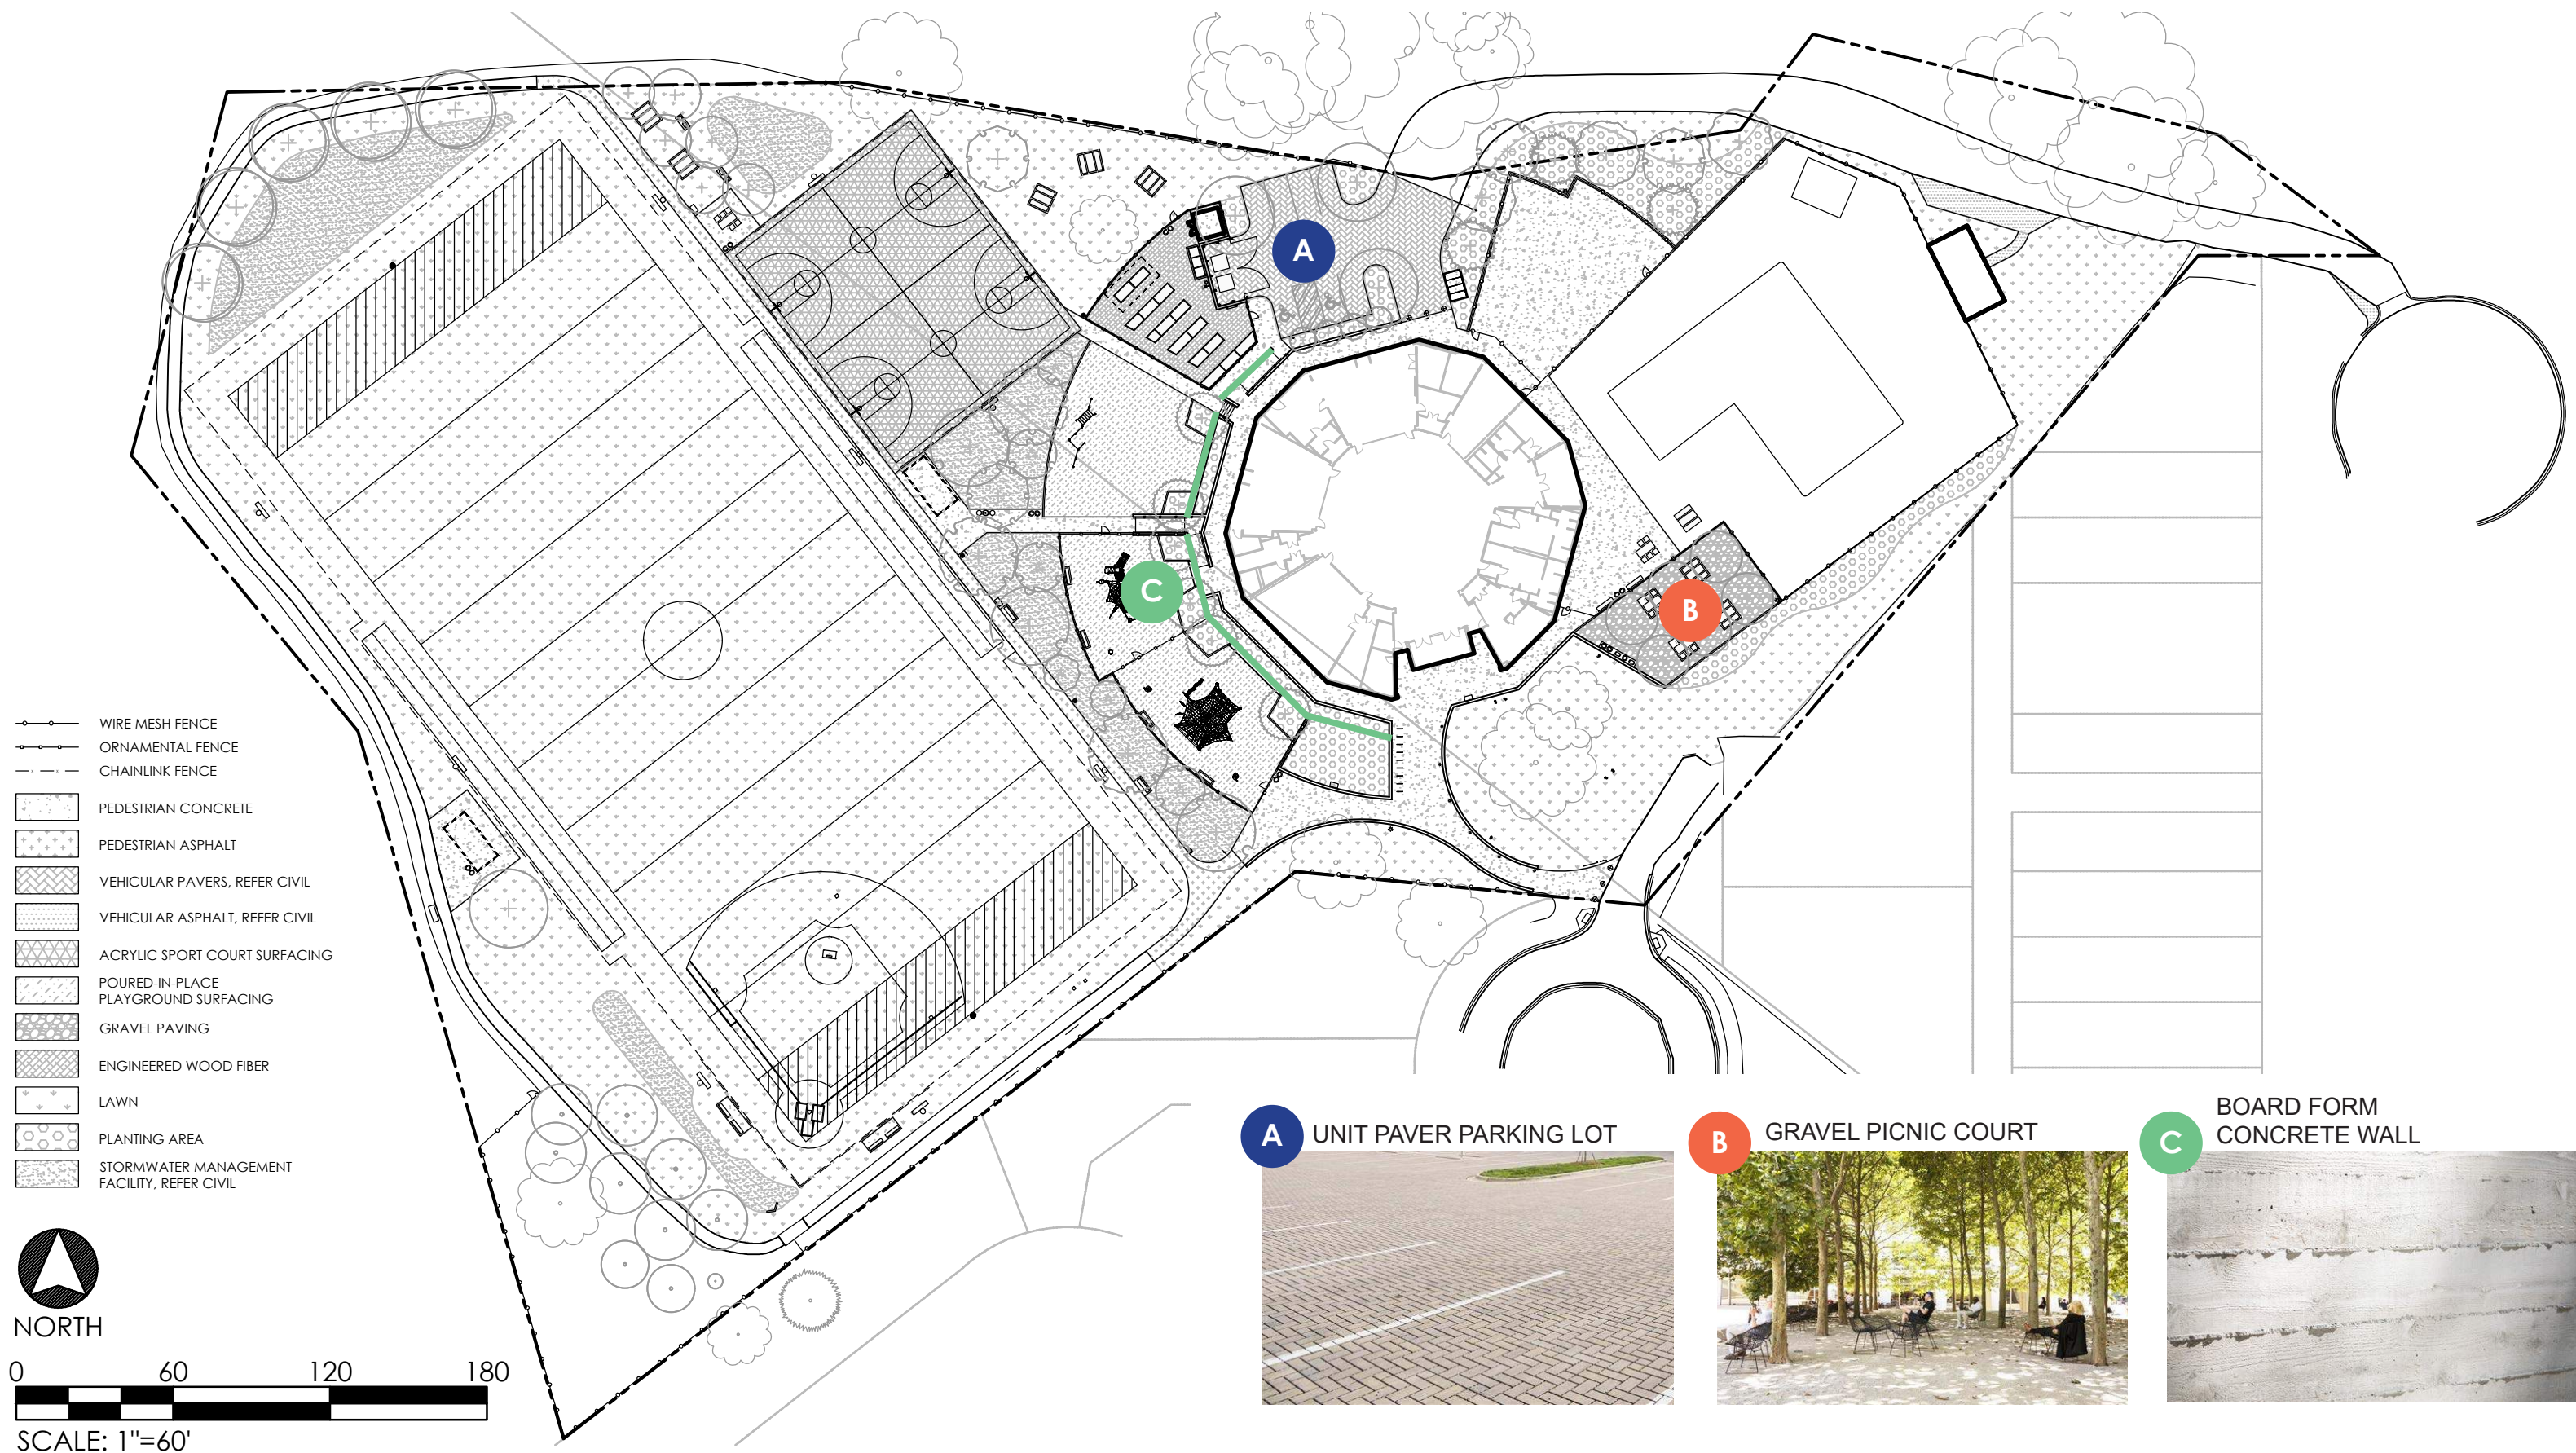 A
C
B
WIRE MESH FENCE
ORNAMENTAL FENCE
CHAINLINK FENCE
PEDESTRIAN CONCRETE
PEDESTRIAN ASPHALT
VEHICULAR PAVERS, REFER CIVIL
VEHICULAR ASPHALT, REFER CIVIL
ACRYLIC SPORT COURT SURFACING
POURED-IN-PLACE
PLAYGROUND SURFACING
GRAVEL PAVING
ENGINEERED WOOD FIBER
LAWN
PLANTING AREA
STORMWATER MANAGEMENT
FACILITY, REFER CIVIL
NORTH
0 60 120 180
SCALE: 1"=60'
A UNIT PAVER PARKING LOT
B GRAVEL PICNIC COURT
C BOARD FORM
CONCRETE WALL